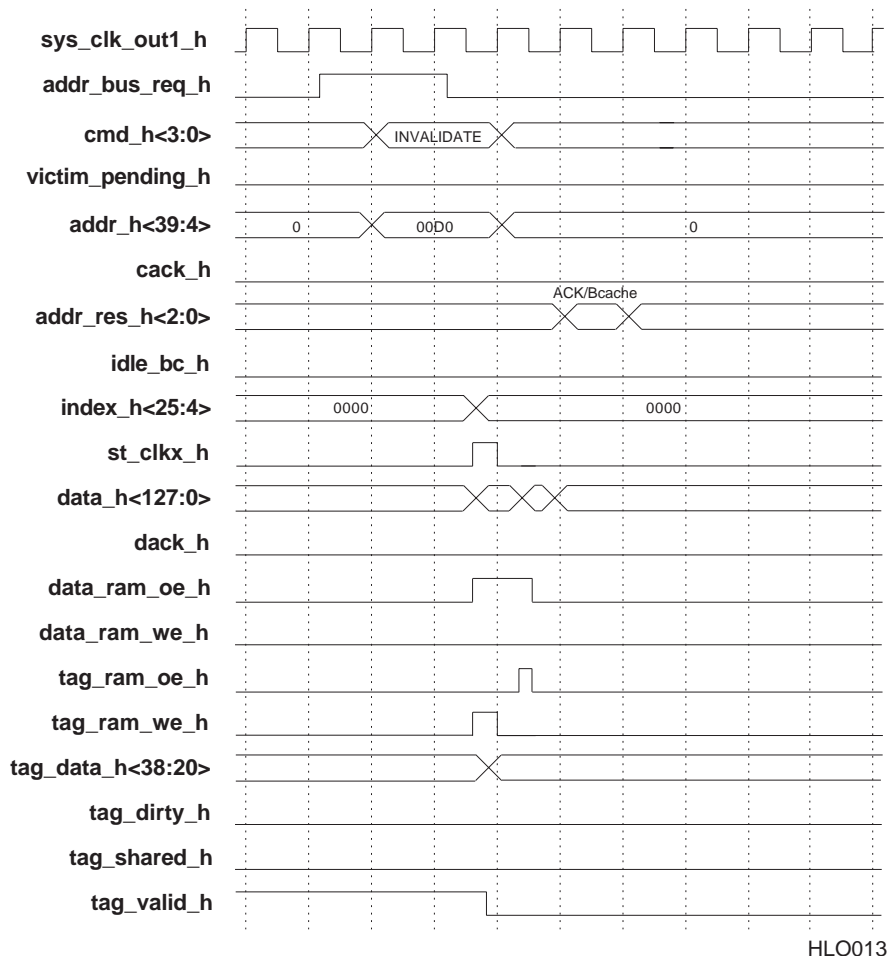 sys_clk_out1_h
addr_bus_req_h
cmd_h<3:0>
INVALIDATE
victim_pending_h
addr_h<39:4>
0
00D0
0
cack_h
ACK/Bcache
addr_res_h<2:0>
idle_bc_h
index_h<25:4>
0000
0000
st_clkx_h
data_h<127:0>
dack_h
data_ram_oe_h
data_ram_we_h
tag_ram_oe_h
tag_ram_we_h
tag_data_h<38:20>
tag_dirty_h
tag_shared_h
tag_valid_h
HLO013